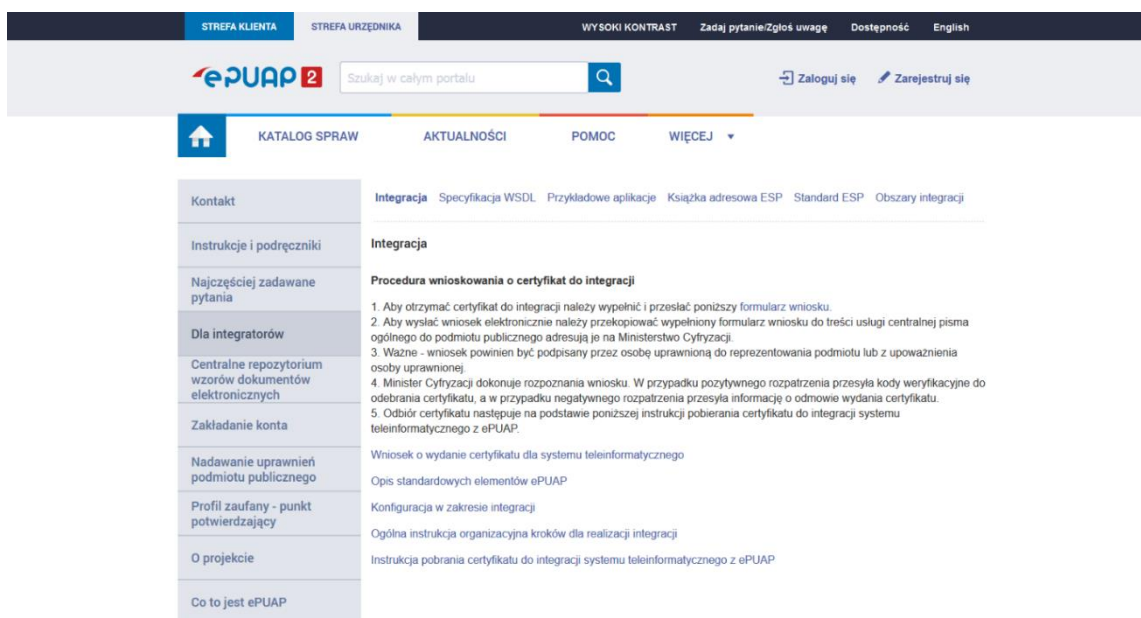 STREFA KLIENTA STREFA URZĘDNIKA WYSOKI KONTRAST Zadaj pytanie/Zgłoś uwagę Dostępność English
ePUAP 2 Szukaj w całym portalu Zaloguj się Zarejestruj się
KATALOG SPRAW AKTUALNOŚCI POMOC WIĘCEJ
Kontakt
Instrukcje i podręczniki
Najczęściej zadawane
pytania
Dla integratorów
Centralne repozytorium
wzorów dokumentów
elektronicznych
Zakładanie konta
Nadawanie uprawnień
podmiotu publicznego
Profil zaufany - punkt
potwierdzający
O projekcie
Co to jest ePUAP
Integracja Specyfikacja WSDL Przykładowe aplikacje Książka adresowa ESP Standard ESP Obszary integracji
Integracja
Procedura wnioskowania o certyfikat do integracji
1. Aby otrzymać certyfikat do integracji należy wypełnić i przesłać poniższy formularz wniosku.
2. Aby wysłać wniosek elektronicznie należy przekopiować wypełniony formularz wniosku do treści usługi centralnej pisma
ogólnego do podmiotu publicznego adresują je na Ministerstwo Cyfryzacji.
3. Ważne - wniosek powinien być podpisany przez osobę uprawnioną do reprezentowania podmiotu lub z upoważnienia
osoby uprawnionej.
4. Minister Cyfryzacji dokonuje rozpoznania wniosku. W przypadku pozytywnego rozpatrzenia przesyła kody weryfikacyjne do
odebrania certyfikatu, a w przypadku negatywnego rozpatrzenia przesyła informację o odmowie wydania certyfikatu.
5. Odbiór certyfikatu następuje na podstawie poniższej instrukcji pobierania certyfikatu do integracji systemu
teleinformatycznego z ePUAP.
Wniosek o wydanie certyfikatu dla systemu teleinformatycznego
Opis standardowych elementów ePUAP
Konfiguracja w zakresie integracji
Ogólna instrukcja organizacyjna kroków dla realizacji integracji
Instrukcja pobrania certyfikatu do integracji systemu teleinformatycznego z ePUAP